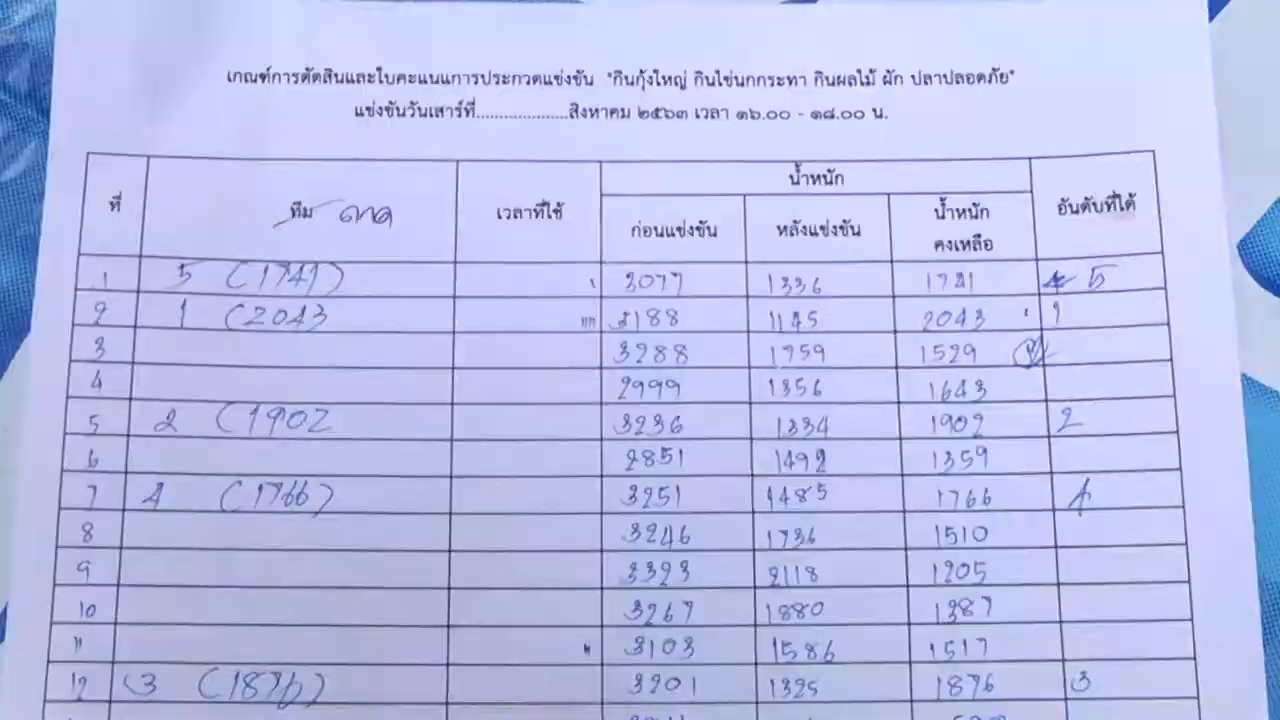 เกณฑ์การตัดสินและใบคะแนนการประกวดแข่งขัน "กินกุ้งใหญ่ กินไข่นกกระทา กินผลไม้ ผัก ปลาปลอดภัย"
แข่งขันวันเสาร์ที่....................สิงหาคม ๒๕๖๓ เวลา ๑๖.๐๐ - ๑๘.๐๐ น.
ที่ ทีม เวลาที่ใช้ น้ำหนัก อันดับที่ได้
ก่อนแข่งขัน หลังแข่งขัน น้ำหนักคงเหลือ
1 5 (1741) 3077 1336 1741 5
2 1 (2043 3188 1145 2043 1
3 3288 1759 1529
4 2999 1356 1643
5 2 (1902 3236 1334 1902 2
6 2851 1492 1359
7 4 (1766) 3251 1485 1766 4
8 3246 1736 1510
9 3323 2118 1205
10 3267 1880 1387
11 3103 1586 1517
12 3 (1876) 3201 1325 1876 3